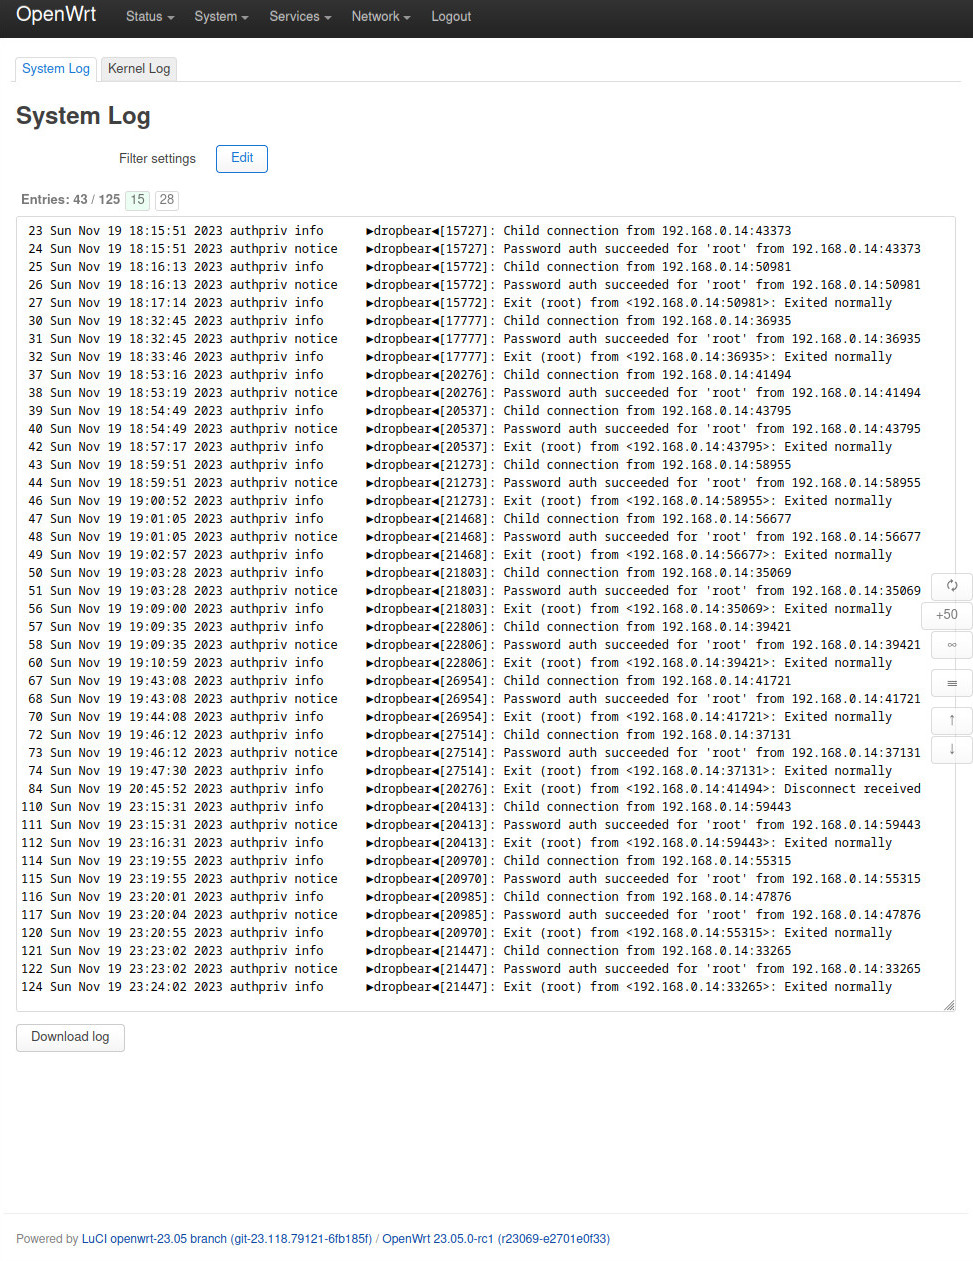 OpenWrt Status System Services Network Logout
System Log Kernel Log
System Log
Filter settings Edit
Entries: 43 / 125 15 28
23 Sun Nov 19 18:15:51 2023 authpriv info ▶dropbear◀[15727]: Child connection from 192.168.0.14:43373
24 Sun Nov 19 18:15:51 2023 authpriv notice ▶dropbear◀[15727]: Password auth succeeded for 'root' from 192.168.0.14:43373
25 Sun Nov 19 18:16:13 2023 authpriv info ▶dropbear◀[15772]: Child connection from 192.168.0.14:50981
26 Sun Nov 19 18:16:13 2023 authpriv notice ▶dropbear◀[15772]: Password auth succeeded for 'root' from 192.168.0.14:50981
27 Sun Nov 19 18:17:14 2023 authpriv info ▶dropbear◀[15772]: Exit (root) from <192.168.0.14:50981>: Exited normally
30 Sun Nov 19 18:32:45 2023 authpriv info ▶dropbear◀[17777]: Child connection from 192.168.0.14:36935
31 Sun Nov 19 18:32:45 2023 authpriv notice ▶dropbear◀[17777]: Password auth succeeded for 'root' from 192.168.0.14:36935
32 Sun Nov 19 18:33:46 2023 authpriv info ▶dropbear◀[17777]: Exit (root) from <192.168.0.14:36935>: Exited normally
37 Sun Nov 19 18:53:16 2023 authpriv info ▶dropbear◀[20276]: Child connection from 192.168.0.14:41494
38 Sun Nov 19 18:53:19 2023 authpriv notice ▶dropbear◀[20276]: Password auth succeeded for 'root' from 192.168.0.14:41494
39 Sun Nov 19 18:54:49 2023 authpriv info ▶dropbear◀[20537]: Child connection from 192.168.0.14:43795
40 Sun Nov 19 18:54:49 2023 authpriv notice ▶dropbear◀[20537]: Password auth succeeded for 'root' from 192.168.0.14:43795
42 Sun Nov 19 18:57:17 2023 authpriv info ▶dropbear◀[20537]: Exit (root) from <192.168.0.14:43795>: Exited normally
43 Sun Nov 19 18:59:51 2023 authpriv info ▶dropbear◀[21273]: Child connection from 192.168.0.14:58955
44 Sun Nov 19 18:59:51 2023 authpriv notice ▶dropbear◀[21273]: Password auth succeeded for 'root' from 192.168.0.14:58955
46 Sun Nov 19 19:00:52 2023 authpriv info ▶dropbear◀[21273]: Exit (root) from <192.168.0.14:58955>: Exited normally
47 Sun Nov 19 19:01:05 2023 authpriv info ▶dropbear◀[21468]: Child connection from 192.168.0.14:56677
48 Sun Nov 19 19:01:05 2023 authpriv notice ▶dropbear◀[21468]: Password auth succeeded for 'root' from 192.168.0.14:56677
49 Sun Nov 19 19:02:57 2023 authpriv info ▶dropbear◀[21468]: Exit (root) from <192.168.0.14:56677>: Exited normally
50 Sun Nov 19 19:03:28 2023 authpriv info ▶dropbear◀[21803]: Child connection from 192.168.0.14:35069
51 Sun Nov 19 19:03:28 2023 authpriv notice ▶dropbear◀[21803]: Password auth succeeded for 'root' from 192.168.0.14:35069
56 Sun Nov 19 19:09:00 2023 authpriv info ▶dropbear◀[21803]: Exit (root) from <192.168.0.14:35069>: Exited normally
+50
57 Sun Nov 19 19:09:35 2023 authpriv info ▶dropbear◀[22806]: Child connection from 192.168.0.14:39421
58 Sun Nov 19 19:09:35 2023 authpriv notice ▶dropbear◀[22806]: Password auth succeeded for 'root' from 192.168.0.14:39421
∞
60 Sun Nov 19 19:10:59 2023 authpriv info ▶dropbear◀[22806]: Exit (root) from <192.168.0.14:39421>: Exited normally
67 Sun Nov 19 19:43:08 2023 authpriv info ▶dropbear◀[26954]: Child connection from 192.168.0.14:41721
68 Sun Nov 19 19:43:08 2023 authpriv notice ▶dropbear◀[26954]: Password auth succeeded for 'root' from 192.168.0.14:41721
70 Sun Nov 19 19:44:08 2023 authpriv info ▶dropbear◀[26954]: Exit (root) from <192.168.0.14:41721>: Exited normally
72 Sun Nov 19 19:46:12 2023 authpriv info ▶dropbear◀[27514]: Child connection from 192.168.0.14:37131
73 Sun Nov 19 19:46:12 2023 authpriv notice ▶dropbear◀[27514]: Password auth succeeded for 'root' from 192.168.0.14:37131
74 Sun Nov 19 19:47:30 2023 authpriv info ▶dropbear◀[27514]: Exit (root) from <192.168.0.14:37131>: Exited normally
84 Sun Nov 19 20:45:52 2023 authpriv info ▶dropbear◀[20276]: Exit (root) from <192.168.0.14:41494>: Disconnect received
110 Sun Nov 19 23:15:31 2023 authpriv info ▶dropbear◀[20413]: Child connection from 192.168.0.14:59443
111 Sun Nov 19 23:15:31 2023 authpriv notice ▶dropbear◀[20413]: Password auth succeeded for 'root' from 192.168.0.14:59443
112 Sun Nov 19 23:16:31 2023 authpriv info ▶dropbear◀[20413]: Exit (root) from <192.168.0.14:59443>: Exited normally
114 Sun Nov 19 23:19:55 2023 authpriv info ▶dropbear◀[20970]: Child connection from 192.168.0.14:55315
115 Sun Nov 19 23:19:55 2023 authpriv notice ▶dropbear◀[20970]: Password auth succeeded for 'root' from 192.168.0.14:55315
116 Sun Nov 19 23:20:01 2023 authpriv info ▶dropbear◀[20985]: Child connection from 192.168.0.14:47876
117 Sun Nov 19 23:20:04 2023 authpriv notice ▶dropbear◀[20985]: Password auth succeeded for 'root' from 192.168.0.14:47876
120 Sun Nov 19 23:20:55 2023 authpriv info ▶dropbear◀[20970]: Exit (root) from <192.168.0.14:55315>: Exited normally
121 Sun Nov 19 23:23:02 2023 authpriv info ▶dropbear◀[21447]: Child connection from 192.168.0.14:33265
122 Sun Nov 19 23:23:02 2023 authpriv notice ▶dropbear◀[21447]: Password auth succeeded for 'root' from 192.168.0.14:33265
124 Sun Nov 19 23:24:02 2023 authpriv info ▶dropbear◀[21447]: Exit (root) from <192.168.0.14:33265>: Exited normally
Download log
Powered by LuCI openwrt-23.05 branch (git-23.118.79121-6fb185f) / OpenWrt 23.05.0-rc1 (r23069-e2701e0f33)